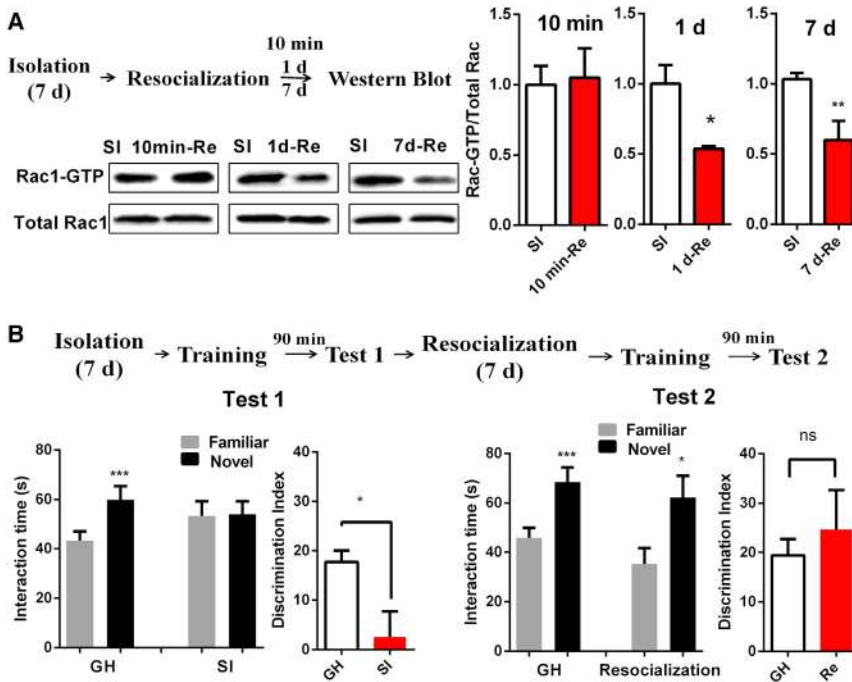 A
Isolation
(7 d)
→ Resocialization
10 min
1 d
7 d
→ Western Blot
SI 10min-Re SI 1d-Re SI 7d-Re
Rac1-GTP
Total Rac1
Rac-GTP/Total Rac
10 min
1.5
1.0
0.5
0.0
SI
10 min-Re
1 d
1.5
1.0
0.5
0.0
*
SI
1 d-Re
7 d
1.5
1.0
0.5
0.0
**
SI
7 d-Re
B
Isolation
(7 d)
→ Training
90 min
→ Test 1 → Resocialization
(7 d)
→ Training
90 min
→ Test 2
Test 1
Familiar
Novel
Interaction time (s)
80
60
40
20
0
***
GH SI
Discrimination Index
40
30
20
10
0
*
GH
SI
Test 2
Familiar
Novel
Interaction time (s)
80
60
40
20
0
***
*
GH Resocialization
Discrimination Index
40
30
20
10
0
ns
GH
Re